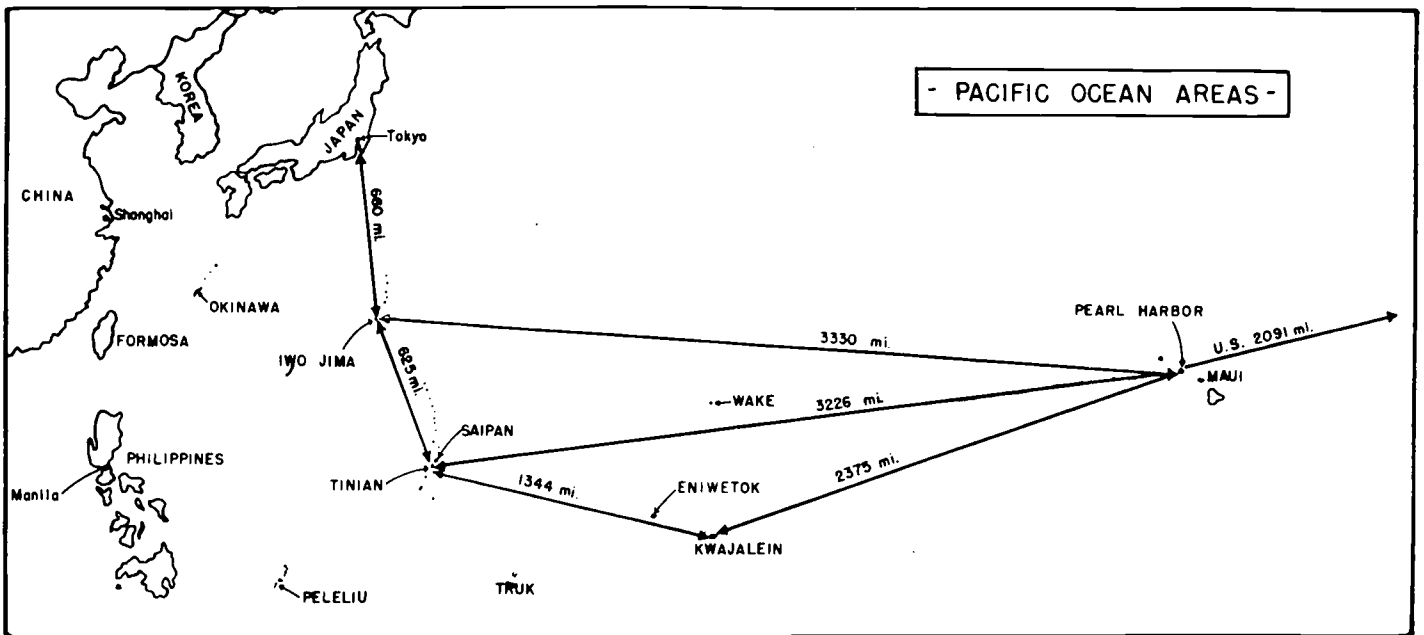 - PACIFIC OCEAN AREAS -
KOREA
JAPAN
Tokyo
CHINA
Shanghai
660 mi.
OKINAWA
FORMOSA
IWO JIMA
625 mi.
3330 mi.
PEARL HARBOR
U.S. 2091 mi.
MAUI
WAKE
3226 mi.
SAIPAN
PHILIPPINES
Manila
TINIAN
1344 mi.
ENIWETOK
2375 mi.
KWAJALEIN
PELELIU
TRUK